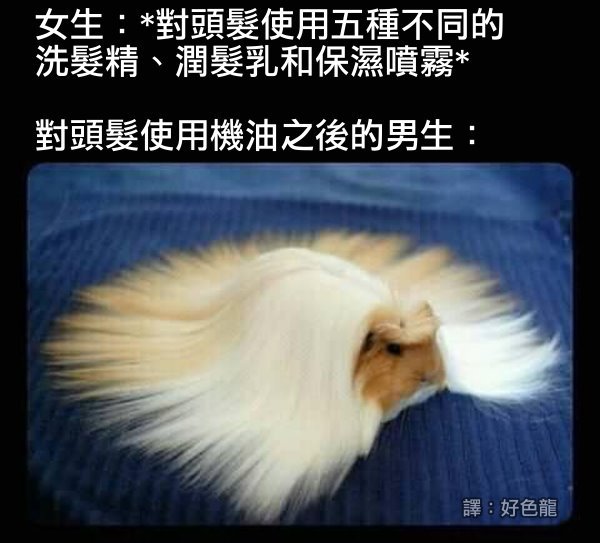 女生：*對頭髮使用五種不同的
洗髮精、潤髮乳和保濕噴霧*
對頭髮使用機油之後的男生：
譯：好色龍